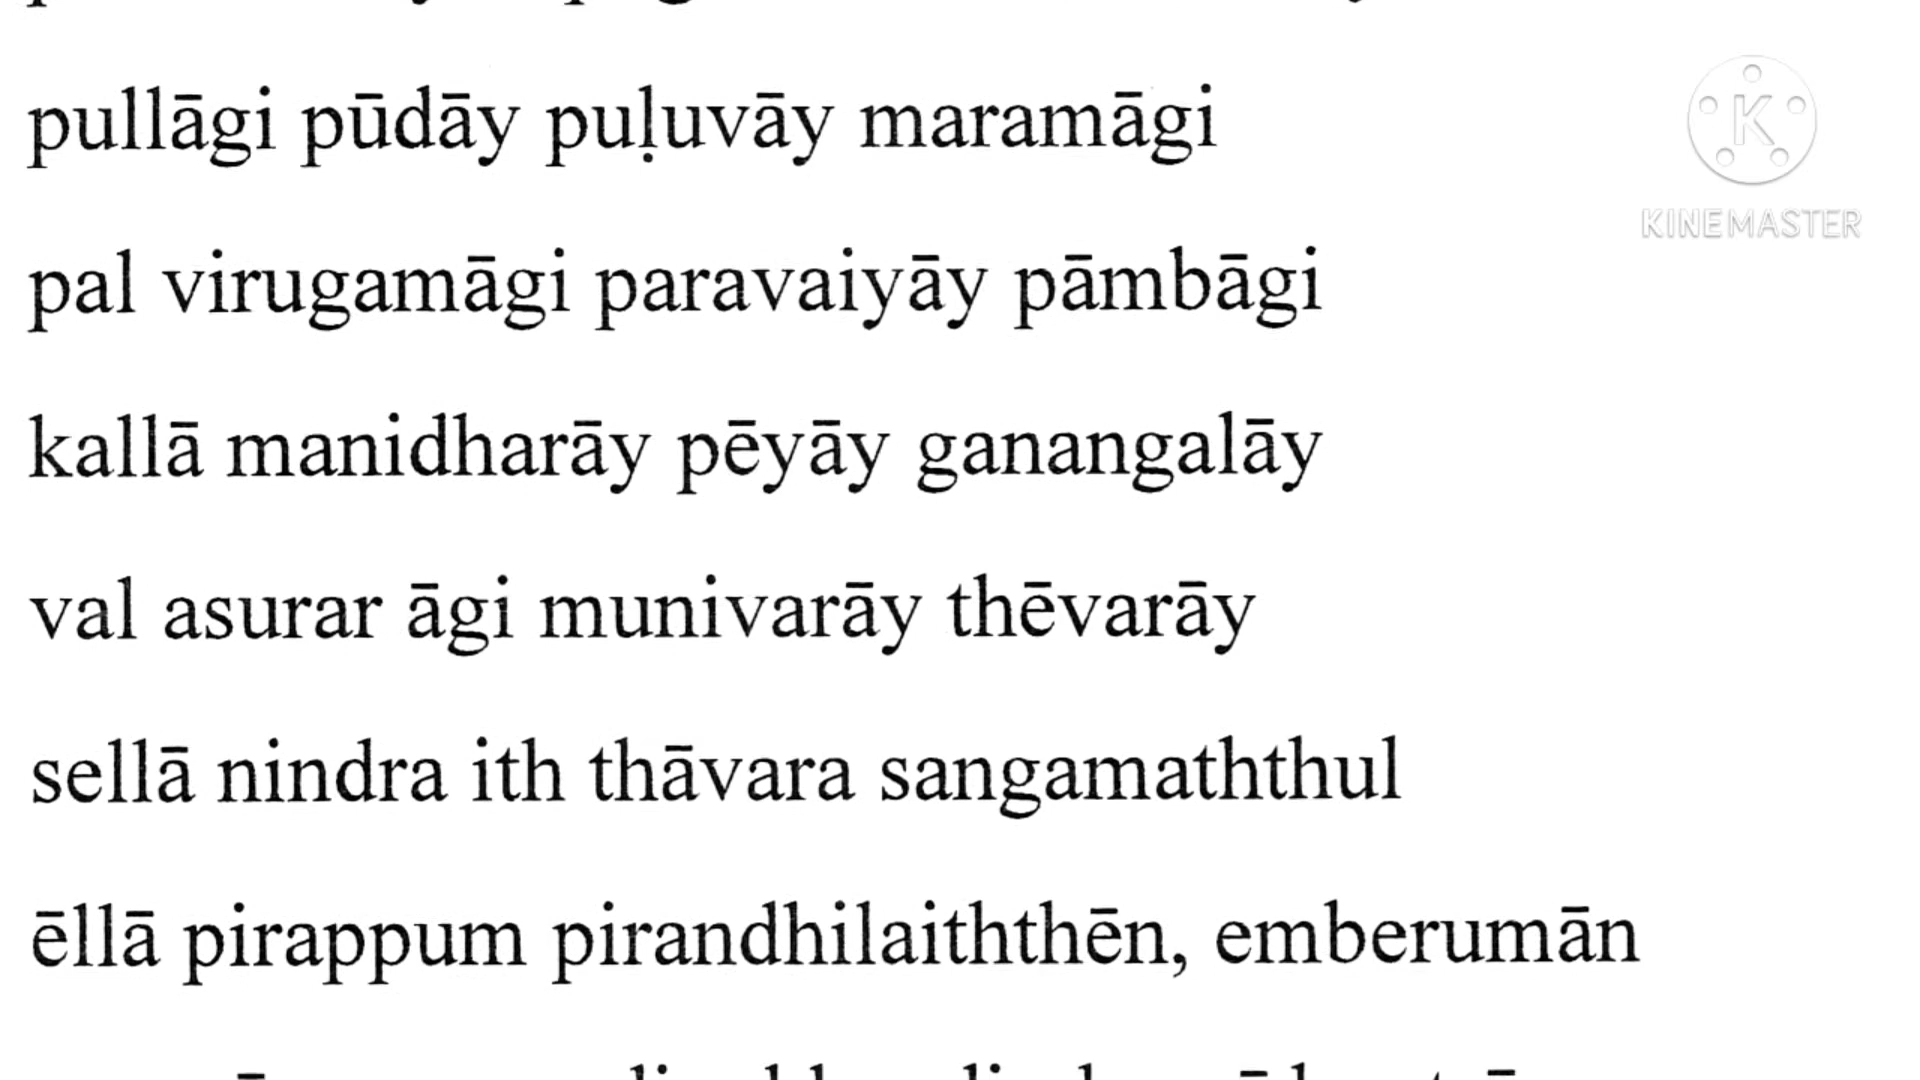 pullāgi pūdāy puḷuvāy maramāgi
KINEMASTER
pal virugamāgi paravaiyāy pāmbāgi
kallā manidharāy pēyāy ganangalāy
val asurar āgi munivarāy thēvarāy
sellā nindra ith thāvara sangamaththul
ēllā pirappum pirandhilaiththēn, emberumān